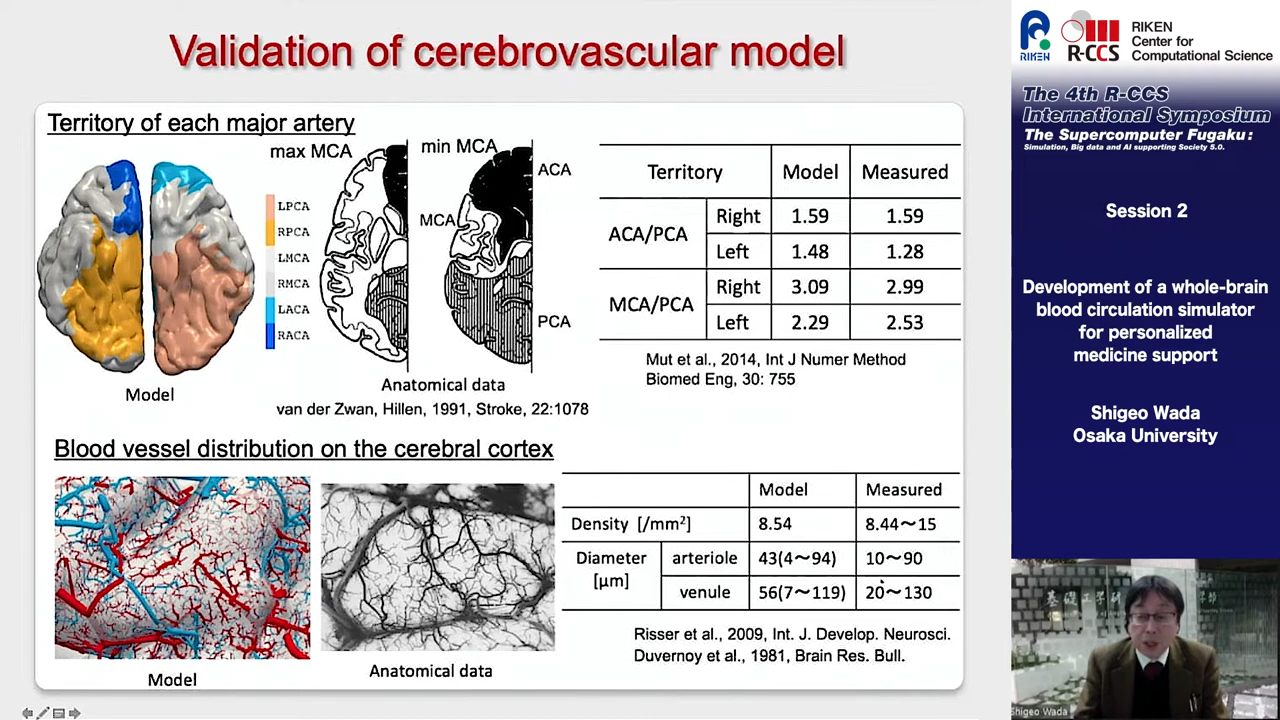 Validation of cerebrovascular model
Territory of each major artery
max MCA
min MCA
ACA
MCA
PCA
LPCA
RPCA
LMCA
RMCA
LACA
RACA
Model
Anatomical data
van der Zwan, Hillen, 1991, Stroke, 22:1078
Territory Model Measured
ACA/PCA Right 1.59 1.59
Left 1.48 1.28
MCA/PCA Right 3.09 2.99
Left 2.29 2.53
Mut et al., 2014, Int J Numer Method
Biomed Eng, 30: 755
Blood vessel distribution on the cerebral cortex
Model
Anatomical data
Model Measured
Density [/mm²] 8.54 8.44～15
Diameter [μm] arteriole 43(4～94) 10～90
venule 56(7～119) 20～130
Risser et al., 2009, Int. J. Develop. Neurosci.
Duvernoy et al., 1981, Brain Res. Bull.
RIKEN
R-CCS
RIKEN
Center for
Computational Science
The 4th R-CCS
International Symposium
The Supercomputer Fugaku:
Simulation, Big data and AI supporting Society 5.0.
Session 2
Development of a whole-brain
blood circulation simulator
for personalized
medicine support
Shigeo Wada
Osaka University
基礎工学研
Shigeo Wada